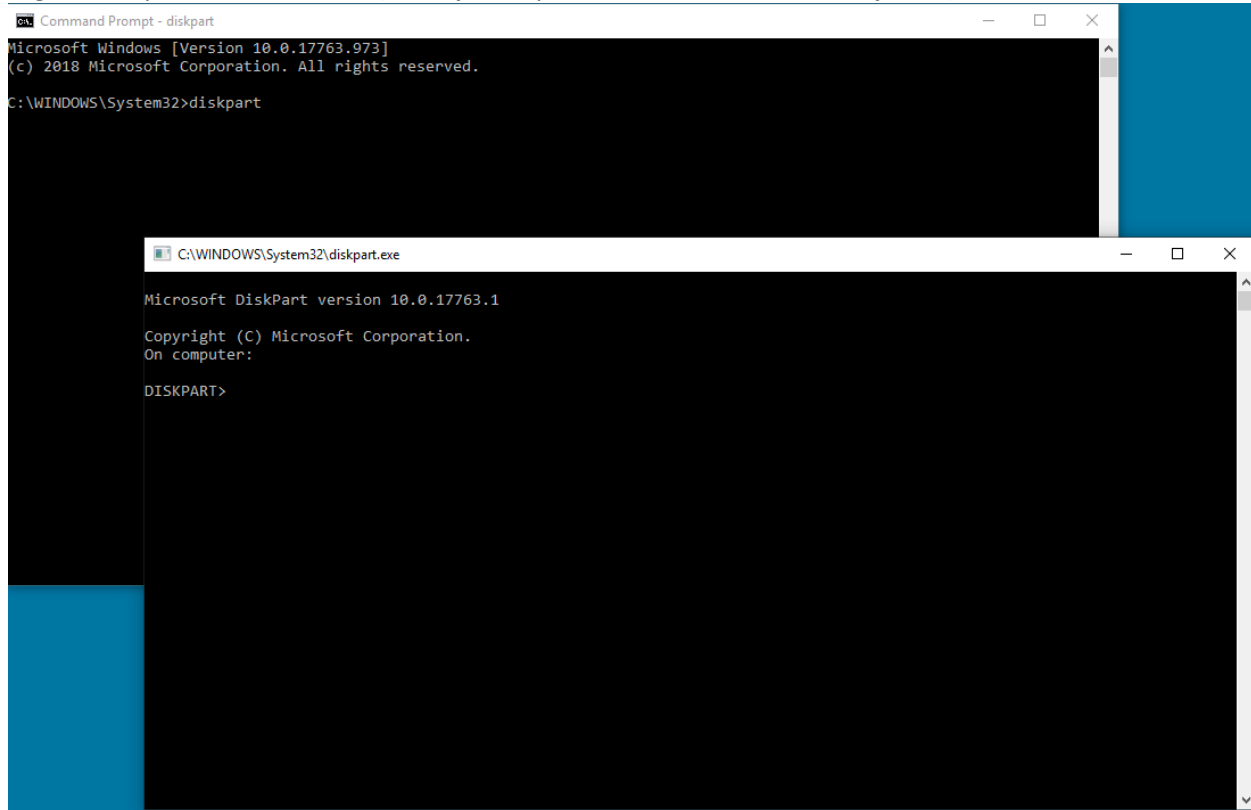 Command Prompt - diskpart
Microsoft Windows [Version 10.0.17763.973]
(c) 2018 Microsoft Corporation. All rights reserved.
C:\WINDOWS\System32>diskpart
C:\WINDOWS\System32\diskpart.exe
Microsoft DiskPart version 10.0.17763.1
Copyright (C) Microsoft Corporation.
On computer:
DISKPART>